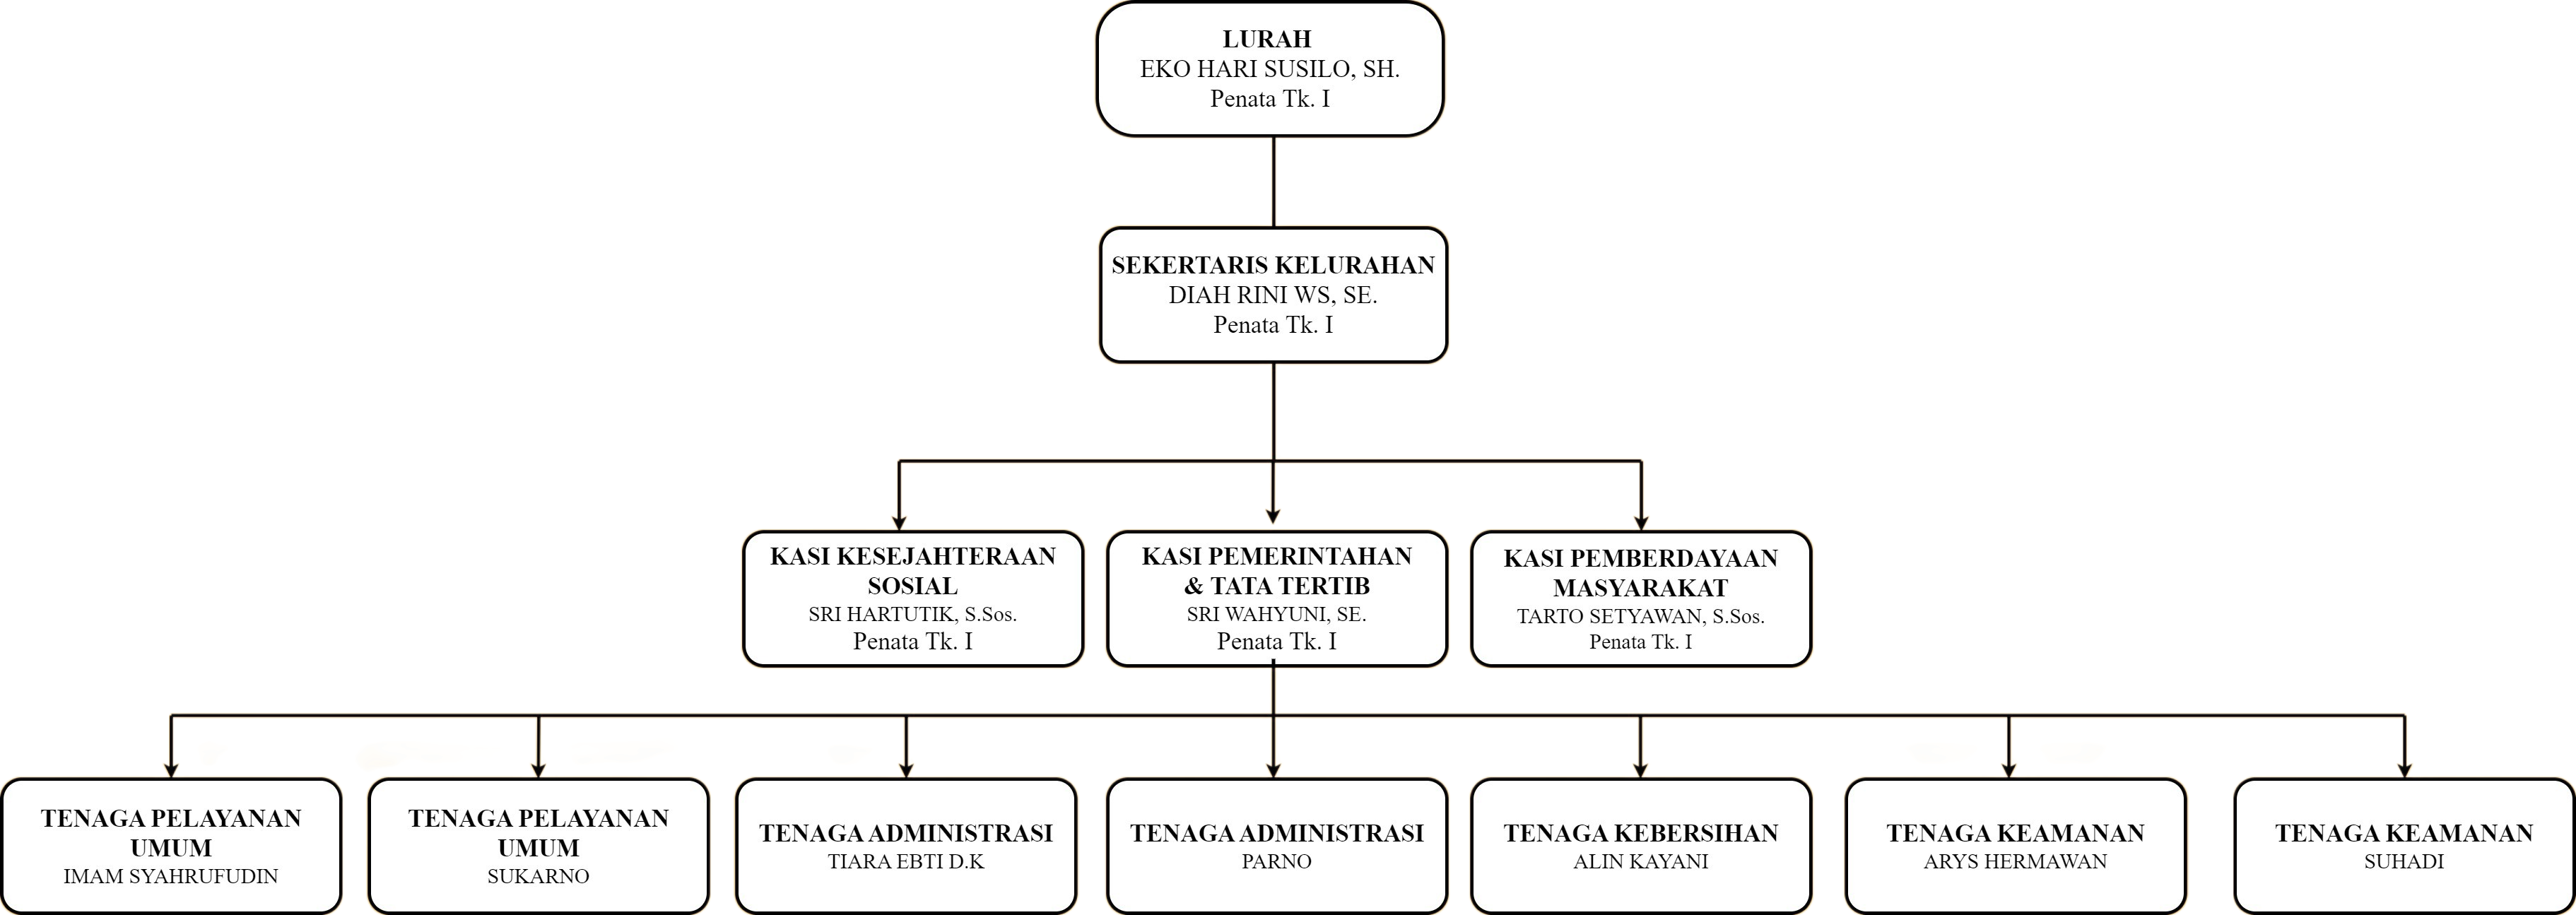 LURAH
EKO HARI SUSILO, SH.
Penata Tk. I
SEKERTARIS KELURAHAN
DIAH RINI WS, SE.
Penata Tk. I
KASI KESEJAHTERAAN
SOSIAL
SRI HARTUTIK, S.Sos.
Penata Tk. I
KASI PEMERINTAHAN
& TATA TERTIB
SRI WAHYUNI, SE.
Penata Tk. I
KASI PEMBERDAYAAN
MASYARAKAT
TARTO SETYAWAN, S.Sos.
Penata Tk. I
TENAGA PELAYANAN
UMUM
IMAM SYAHRUFUDIN
TENAGA PELAYANAN
UMUM
SUKARNO
TENAGA ADMINISTRASI
TIARA EBTI D.K
TENAGA ADMINISTRASI
PARNO
TENAGA KEBERSIHAN
ALIN KAYANI
TENAGA KEAMANAN
ARYS HERMAWAN
TENAGA KEAMANAN
SUHADI